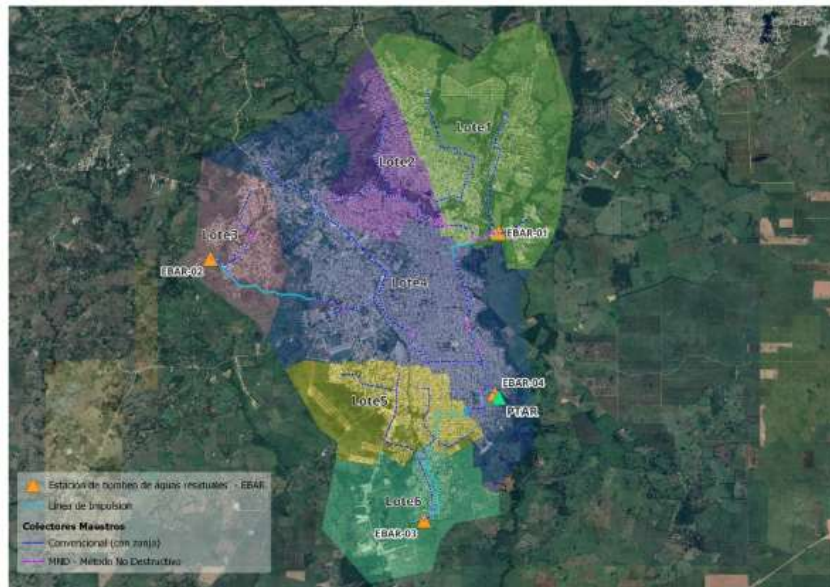 Lote1
Lote2
Lote3
EBAR-01
EBAR-02
Lote4
EBAR-04
PTAR
Lote5
Lote6
EBAR-03
Estación de bombeo de aguas residuales - EBAR
Línea de Impulsion
Colectores Maestros
Convencional (con zanja)
MND - Método No Destructivo